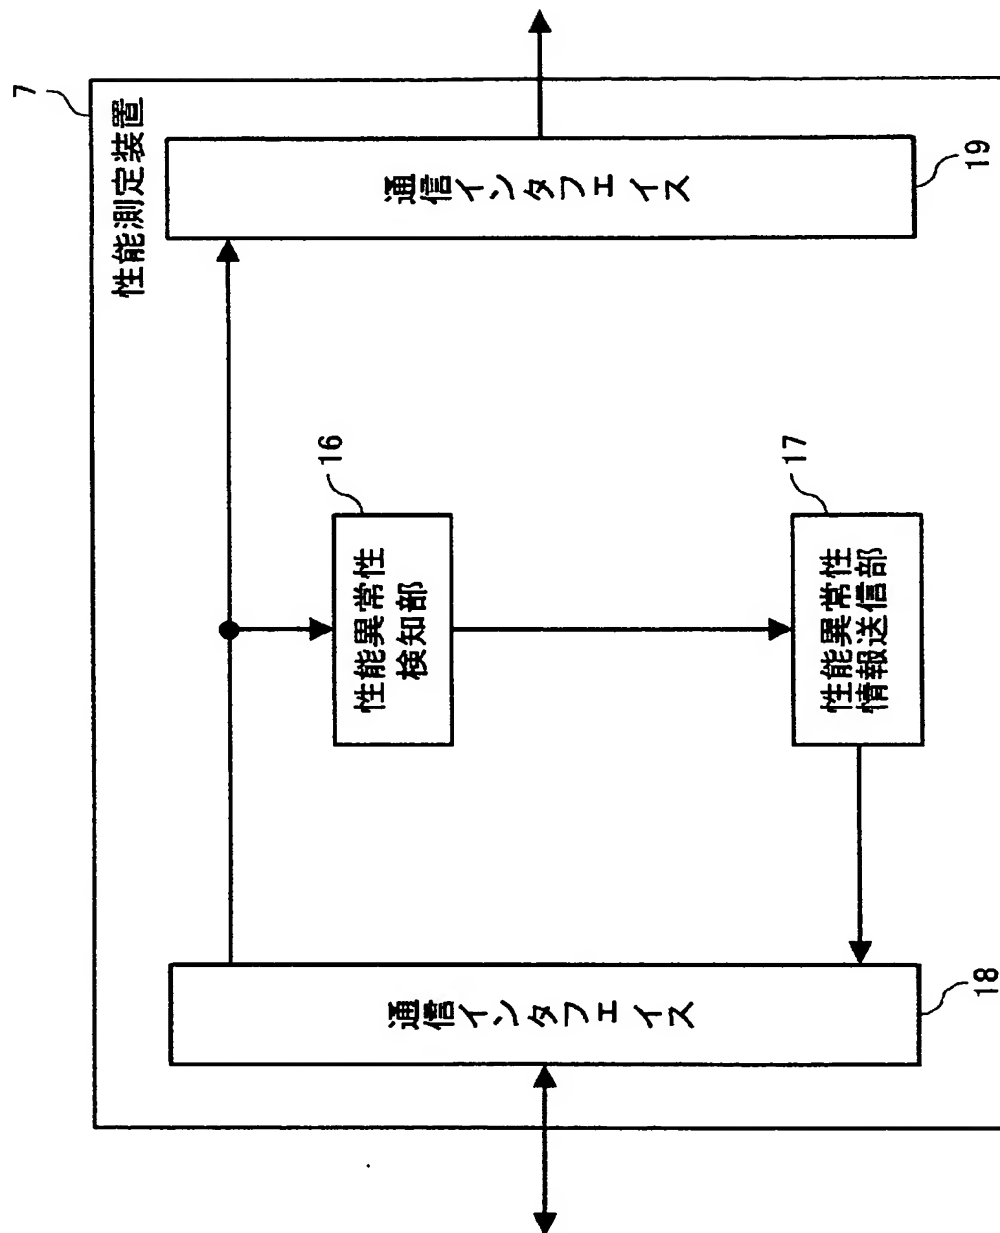 7
性能測定装置
通信インタフェイス
19
16
性能異常性
検知部
17
性能異常性
情報送信部
通信インタフェイス
18